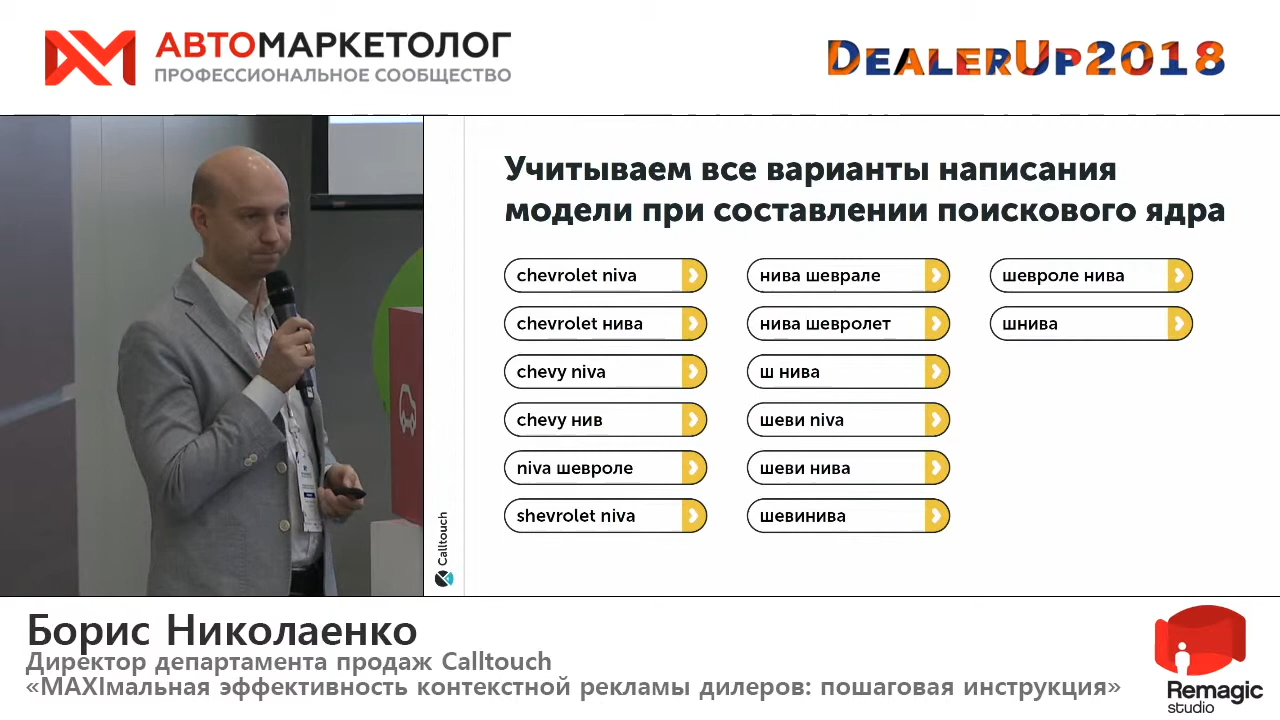 АВТОМАРКЕТОЛОГ
ПРОФЕССИОНАЛЬНОЕ СООБЩЕСТВО
DEALERUP2018
Учитываем все варианты написания
модели при составлении поискового ядра
chevrolet niva
chevrolet нива
chevy niva
chevy нив
niva шевроле
shevrolet niva
нива шеврале
нива шевролет
ш нива
шеви niva
шеви нива
шевинива
шевроле нива
шнива
Calltouch
Борис Николаенко
Директор департамента продаж Calltouch
«MAXIмальная эффективность контекстной рекламы дилеров: пошаговая инструкция»
Remagic
studio